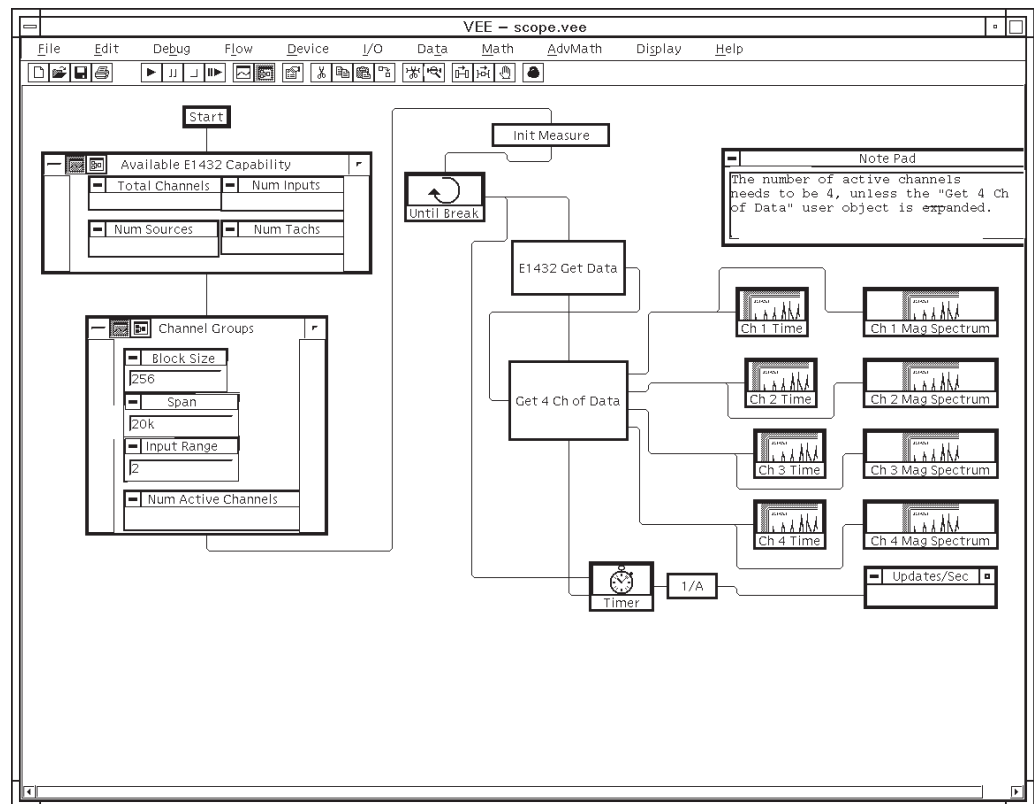 VEE – scope.vee
File Edit Debug Flow Device I/O Data Math AdvMath Display Help
Start
Available E1432 Capability
Total Channels
Num Inputs
Num Sources
Num Tachs
Channel Groups
Block Size
256
Span
20k
Input Range
2
Num Active Channels
Init Measure
Until Break
E1432 Get Data
Get 4 Ch of Data
Timer
1/A
Note Pad
The number of active channels
needs to be 4, unless the "Get 4 Ch
of Data" user object is expanded.
Ch 1 Time
Ch 1 Mag Spectrum
Ch 2 Time
Ch 2 Mag Spectrum
Ch 3 Time
Ch 3 Mag Spectrum
Ch 4 Time
Ch 4 Mag Spectrum
Updates/Sec